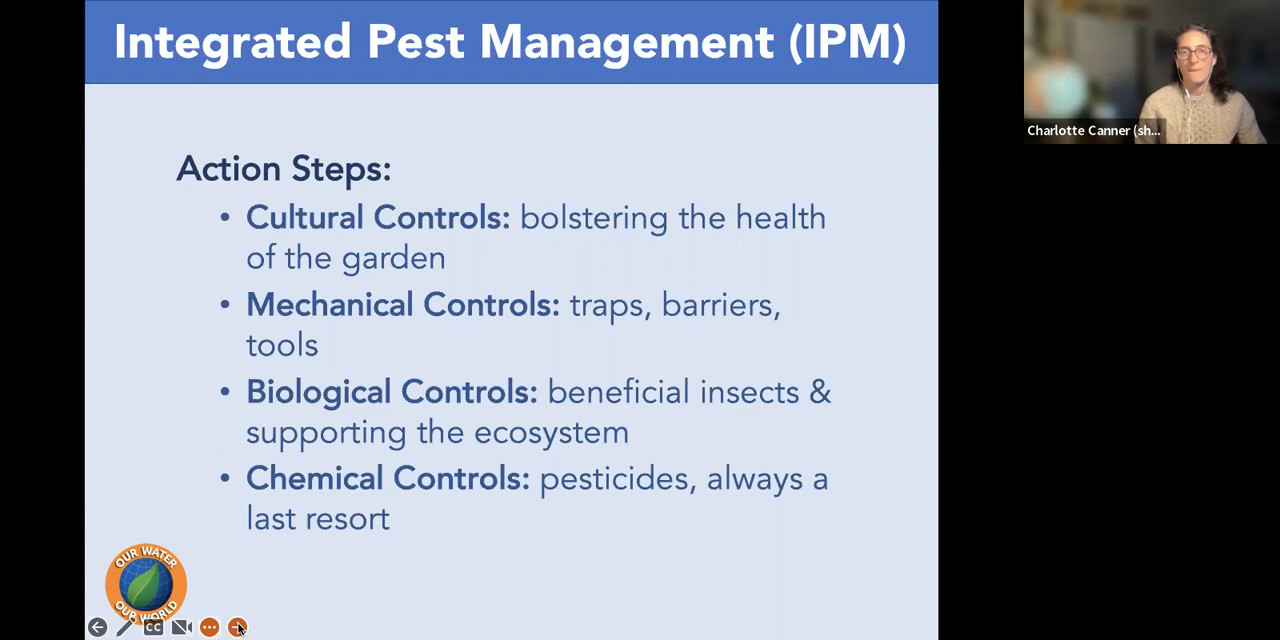 Integrated Pest Management (IPM)
Charlotte Canner (sh...
Action Steps:
• Cultural Controls: bolstering the health
of the garden
• Mechanical Controls: traps, barriers,
tools
• Biological Controls: beneficial insects &
supporting the ecosystem
• Chemical Controls: pesticides, always a
last resort
OUR WATER
OUR WORLD
CC